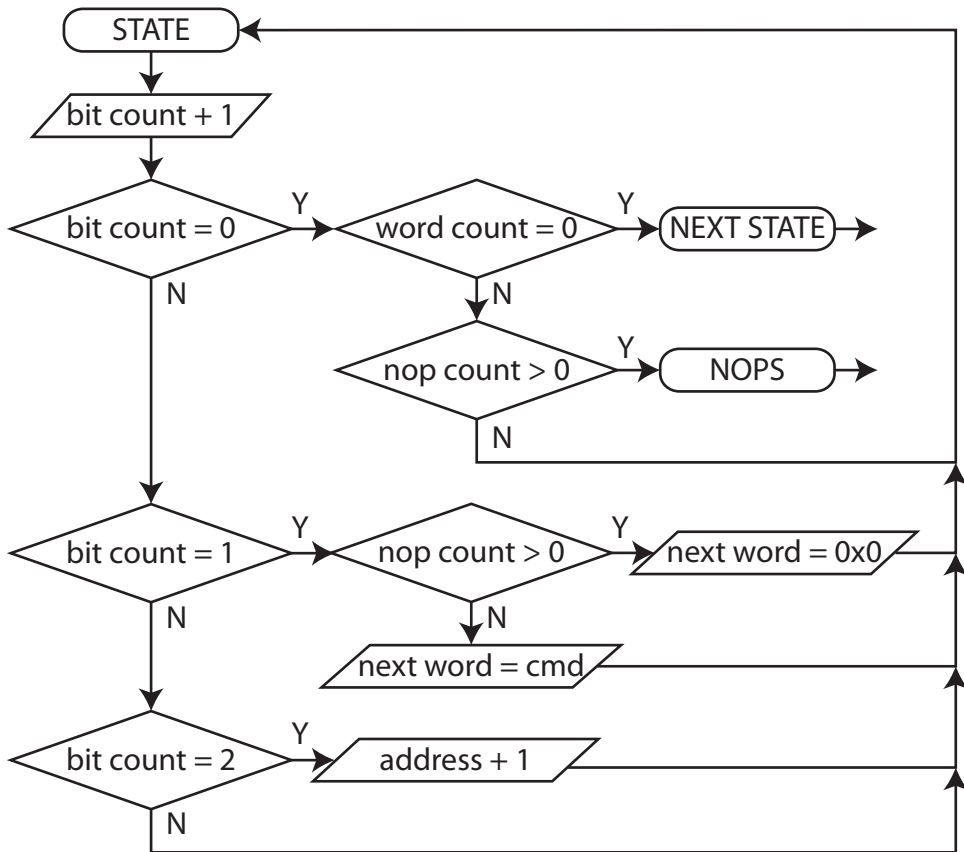 STATE
bit count + 1
bit count = 0
Y
word count = 0
Y
NEXT STATE
N
N
nop count > 0
Y
NOPS
N
bit count = 1
Y
nop count > 0
Y
next word = 0x0
N
N
next word = cmd
bit count = 2
Y
address + 1
N